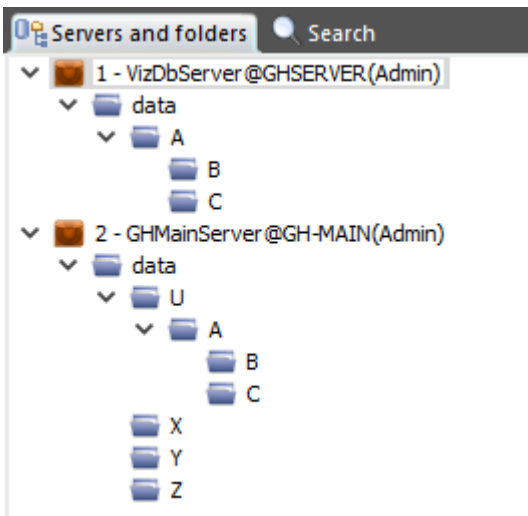 Servers and folders Search
1 - VizDbServer@GHSERVER(Admin)
data
A
B
C
2 - GHMainServer@GH-MAIN(Admin)
data
U
A
B
C
X
Y
Z